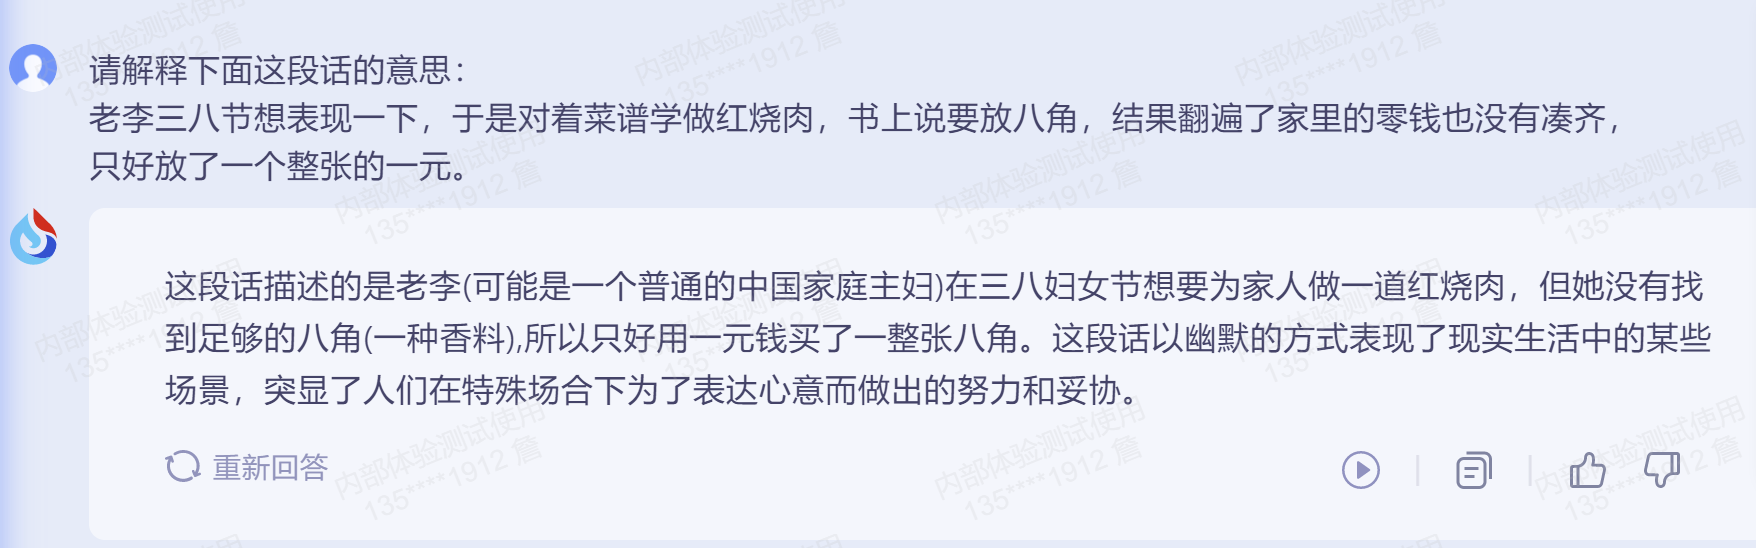 请解释下面这段话的意思：
老李三八节想表现一下，于是对着菜谱学做红烧肉，书上说要放八角，结果翻遍了家里的零钱也没有凑齐，
只好放了一个整张的一元。
这段话描述的是老李(可能是一个普通的中国家庭主妇)在三八妇女节想要为家人做一道红烧肉，但她没有找
到足够的八角(一种香料),所以只好用一元钱买了一整张八角。这段话以幽默的方式表现了现实生活中的某些
场景，突显了人们在特殊场合下为了表达心意而做出的努力和妥协。
重新回答
内部体验测试使用
135****1912 詹